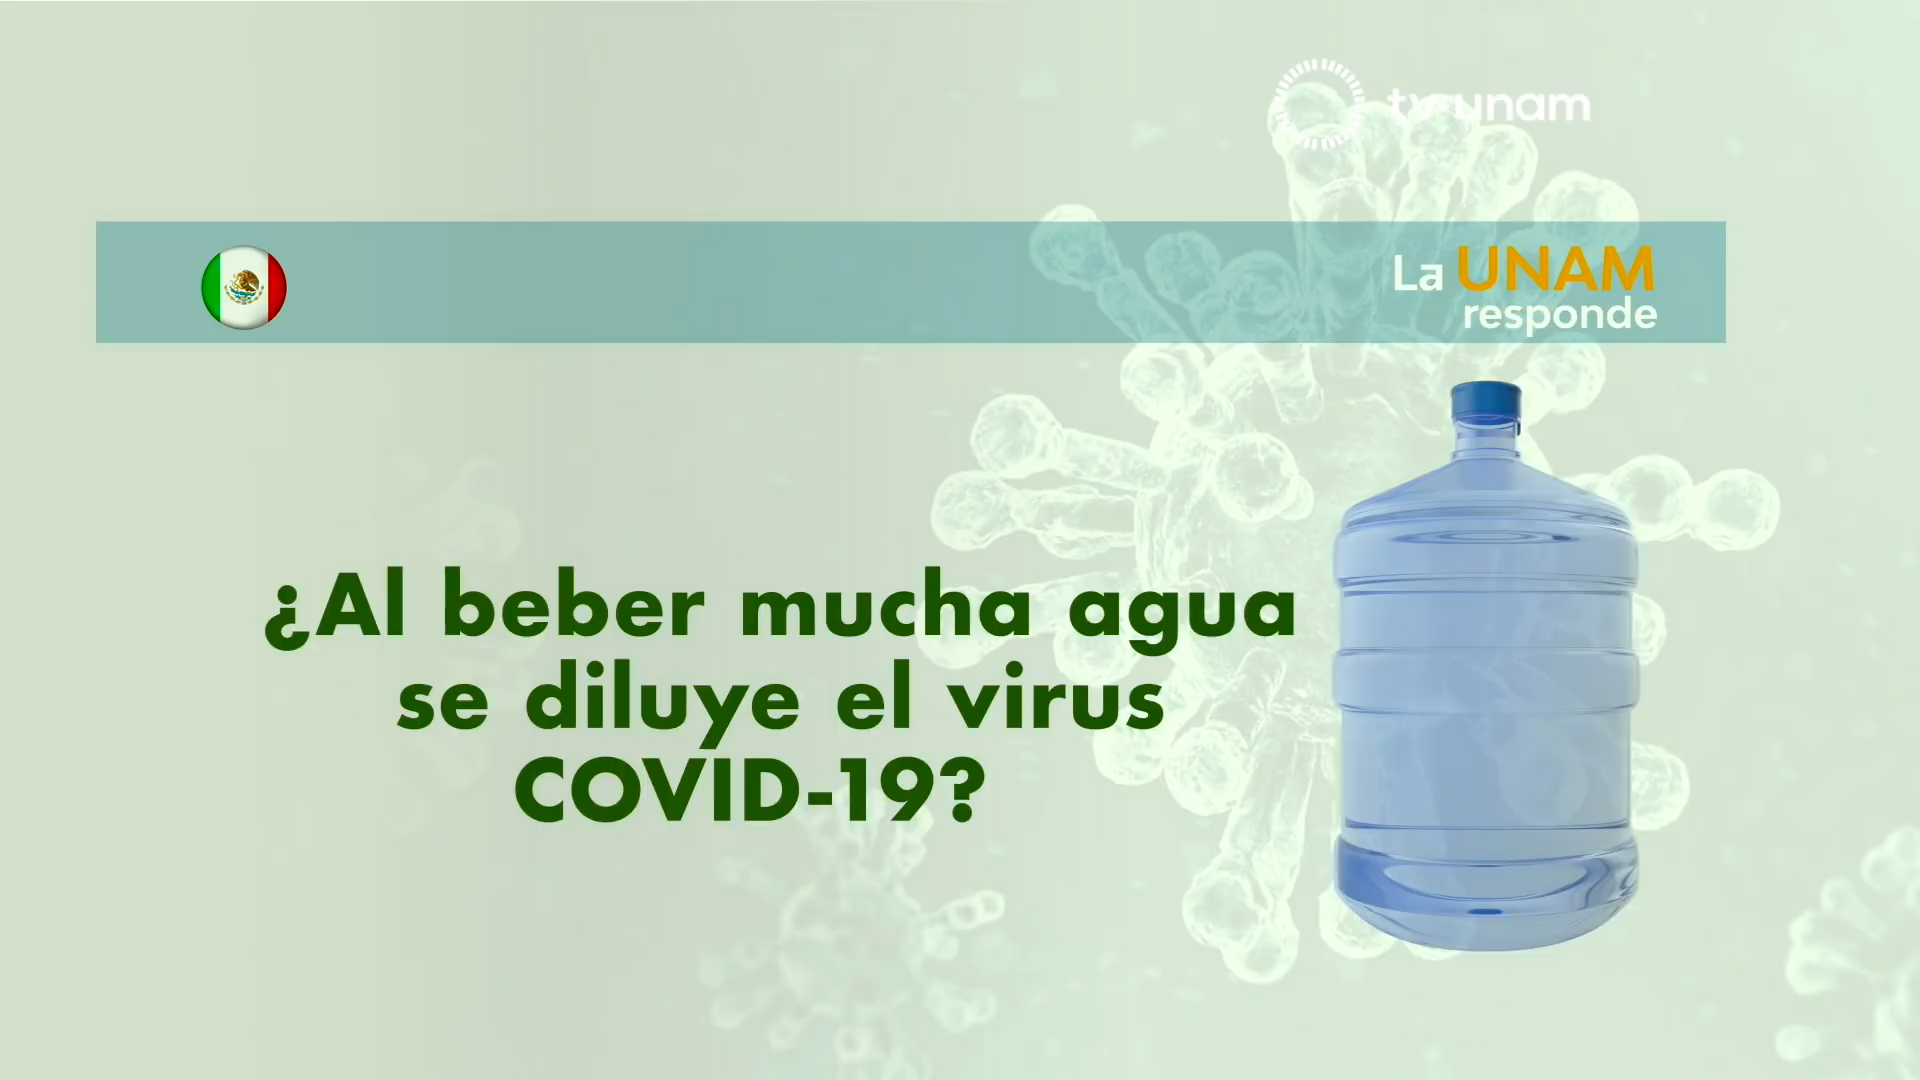 tv unam
La UNAM
responde
¿Al beber mucha agua
se diluye el virus
COVID-19?